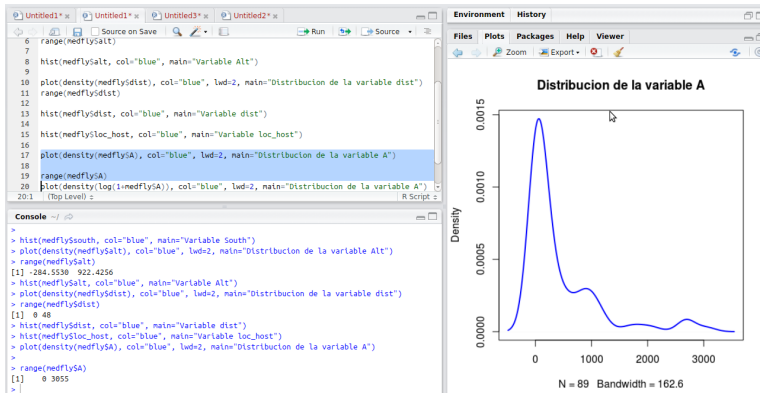 Untitled1* Untitled1* Untitled3* Untitled2*
Source on Save Run Source
6 range(medfly$alt)
7
8 hist(medfly$alt, col="blue", main="Variable Alt")
9
10 plot(density(medfly$dist), col="blue", lwd=2, main="Distribucion de la variable dist")
11 range(medfly$dist)
12
13 hist(medfly$dist, col="blue", main="Variable dist")
14
15 hist(medfly$loc_host, col="blue", main="Variable loc_host")
16
17 plot(density(medfly$A), col="blue", lwd=2, main="Distribucion de la variable A")
18
19 range(medfly$A)
20 plot(density(log(1+medfly$A)), col="blue", lwd=2, main="Distribucion de la variable A")
20:1 (Top Level) R Script
Console ~/
>
> hist(medfly$south, col="blue", main="Variable South")
> plot(density(medfly$alt), col="blue", lwd=2, main="Distribucion de la variable Alt")
> range(medfly$alt)
[1] -284.5530 922.4256
> hist(medfly$alt, col="blue", main="Variable Alt")
> plot(density(medfly$dist), col="blue", lwd=2, main="Distribucion de la variable dist")
> range(medfly$dist)
[1] 0 48
> hist(medfly$dist, col="blue", main="Variable dist")
> hist(medfly$loc_host, col="blue", main="Variable loc_host")
> plot(density(medfly$A), col="blue", lwd=2, main="Distribucion de la variable A")
>
> range(medfly$A)
[1] 0 3055
>
Environment History
Files Plots Packages Help Viewer
Zoom Export
Distribucion de la variable A
Density
0.0015
0.0010
0.0005
0.0000
0 1000 2000 3000
N = 89 Bandwidth = 162.6